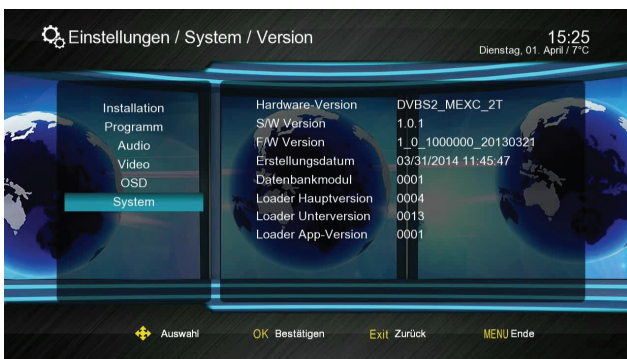 Einstellungen / System / Version
15:25
Dienstag, 01. April / 7°C
Installation
Programm
Audio
Video
OSD
System
Hardware-Version DVBS2_MEXC_2T
S/W Version 1.0.1
F/W Version 1_0_1000000_20130321
Erstellungsdatum 03/31/2014 11:45:47
Datenbankmodul 0001
Loader Hauptversion 0004
Loader Unterversion 0013
Loader App-Version 0001
Auswahl OK Bestätigen Exit Zurück MENU Ende